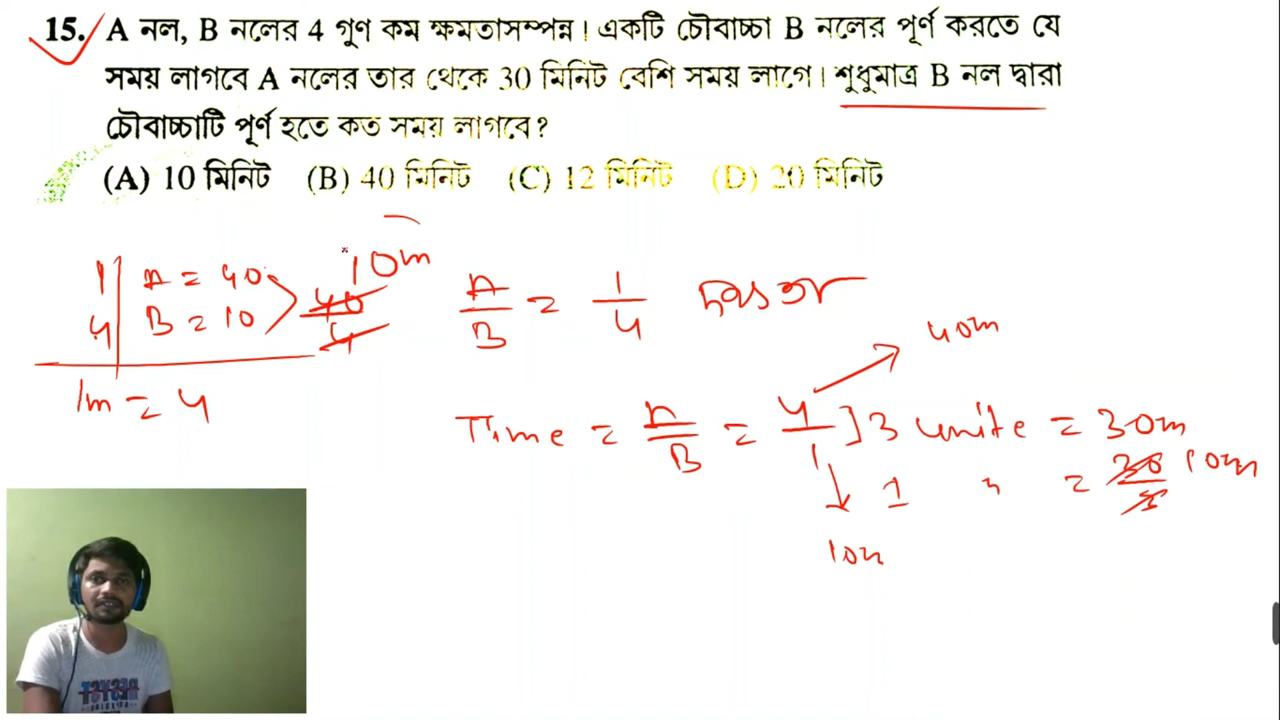 15. A নল, B নলের 4 গুণ কম ক্ষমতাসম্পন্ন। একটি চৌবাচ্চা B নলের পূর্ণ করতে যে
সময় লাগবে A নলের তার থেকে 30 মিনিট বেশি সময় লাগে। শুধুমাত্র B নল দ্বারা
চৌবাচ্চাটি পূর্ণ হতে কত সময় লাগবে?
(A) 10 মিনিট (B) 40 মিনিট (C) 12 মিনিট (D) 20 মিনিট
1 A = 40
4 B = 10
40/4 10m
1m = 4
A/B = 1/4
40m
Time = A/B = 4/1 ] 3 unite = 30m
1 " = 30/3 10m
10m